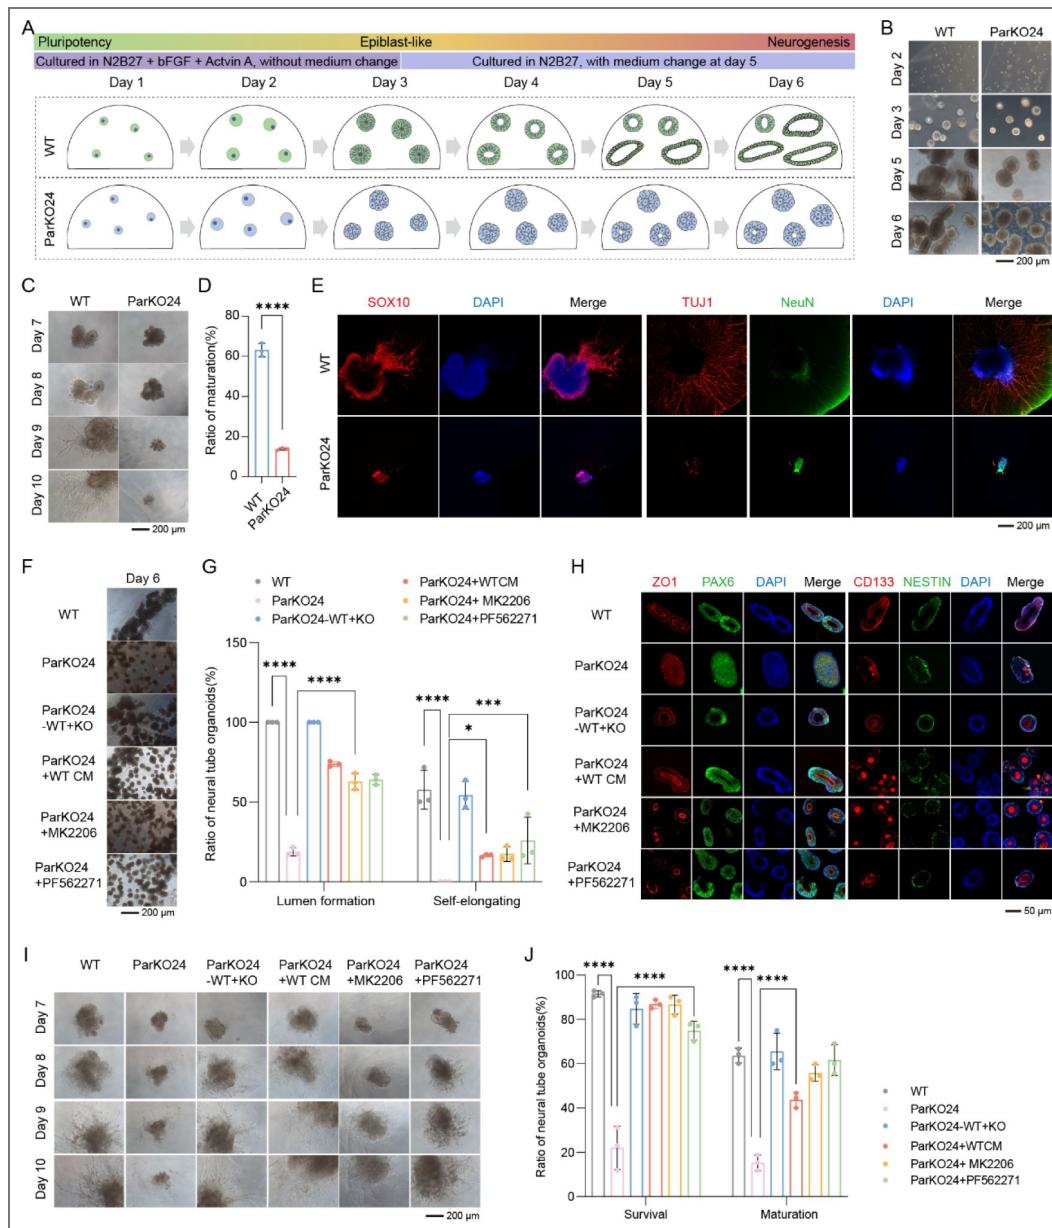 A
Pluripotency Epiblast-like Neurogenesis
Cultured in N2B27 + bFGF + Actvin A, without medium change Cultured in N2B27, with medium change at day 5
Day 1 Day 2 Day 3 Day 4 Day 5 Day 6
WT
ParKO24
B
WT ParKO24
Day 2
Day 3
Day 5
Day 6
200 μm
C
WT ParKO24
Day 7
Day 8
Day 9
Day 10
200 μm
D
****
Ratio of maturation(%)
80
60
40
20
0
WT
ParKO24
E
SOX10 DAPI Merge TUJ1 NeuN DAPI Merge
WT
ParKO24
200 μm
F
Day 6
WT
ParKO24
ParKO24
-WT+KO
ParKO24
+WT CM
ParKO24
+MK2206
ParKO24
+PF562271
200 μm
G
WT
ParKO24
ParKO24-WT+KO
ParKO24+WTCM
ParKO24+ MK2206
ParKO24+PF562271
Ratio of neural tube organoids(%)
150
100
50
0
**** **** **** * ***
Lumen formation Self-elongating
H
ZO1 PAX6 DAPI Merge CD133 NESTIN DAPI Merge
WT
ParKO24
ParKO24
-WT+KO
ParKO24
+WT CM
ParKO24
+MK2206
ParKO24
+PF562271
50 μm
I
WT ParKO24 ParKO24 ParKO24 ParKO24 ParKO24
-WT+KO +WT CM +MK2206 +PF562271
Day 7
Day 8
Day 9
Day 10
200 μm
J
Ratio of neural tube organoids(%)
100
80
60
40
20
0
**** **** **** ****
Survival Maturation
WT
ParKO24
ParKO24-WT+KO
ParKO24+WTCM
ParKO24+ MK2206
ParKO24+PF562271